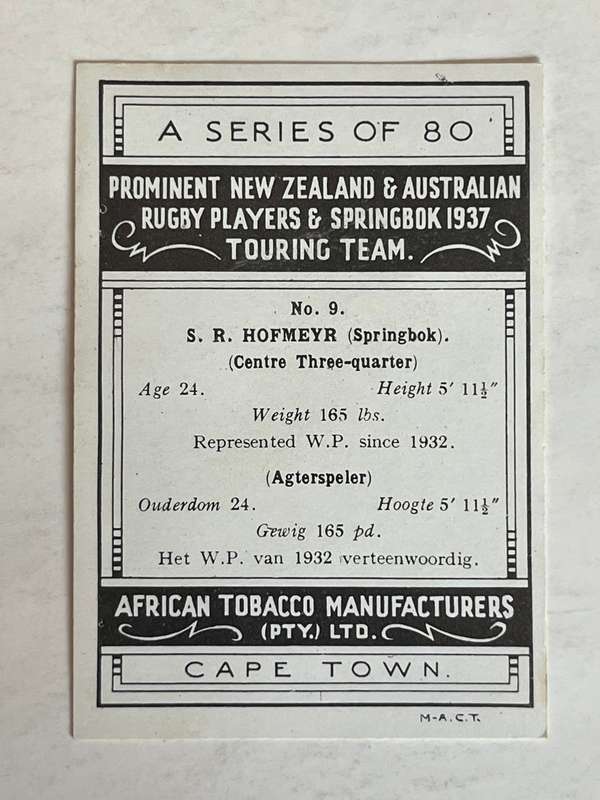 A SERIES OF 80
PROMINENT NEW ZEALAND & AUSTRALIAN
RUGBY PLAYERS & SPRINGBOK 1937
TOURING TEAM.
No. 9.
S. R. HOFMEYR (Springbok).
(Centre Three-quarter)
Age 24. Height 5' 11½"
Weight 165 lbs.
Represented W.P. since 1932.
(Agterspeler)
Ouderdom 24. Hoogte 5' 11½"
Gewig 165 pd.
Het W.P. van 1932 verteenwoordig.
AFRICAN TOBACCO MANUFACTURERS
(PTY.) LTD.
CAPE TOWN.
M-A.C.T.